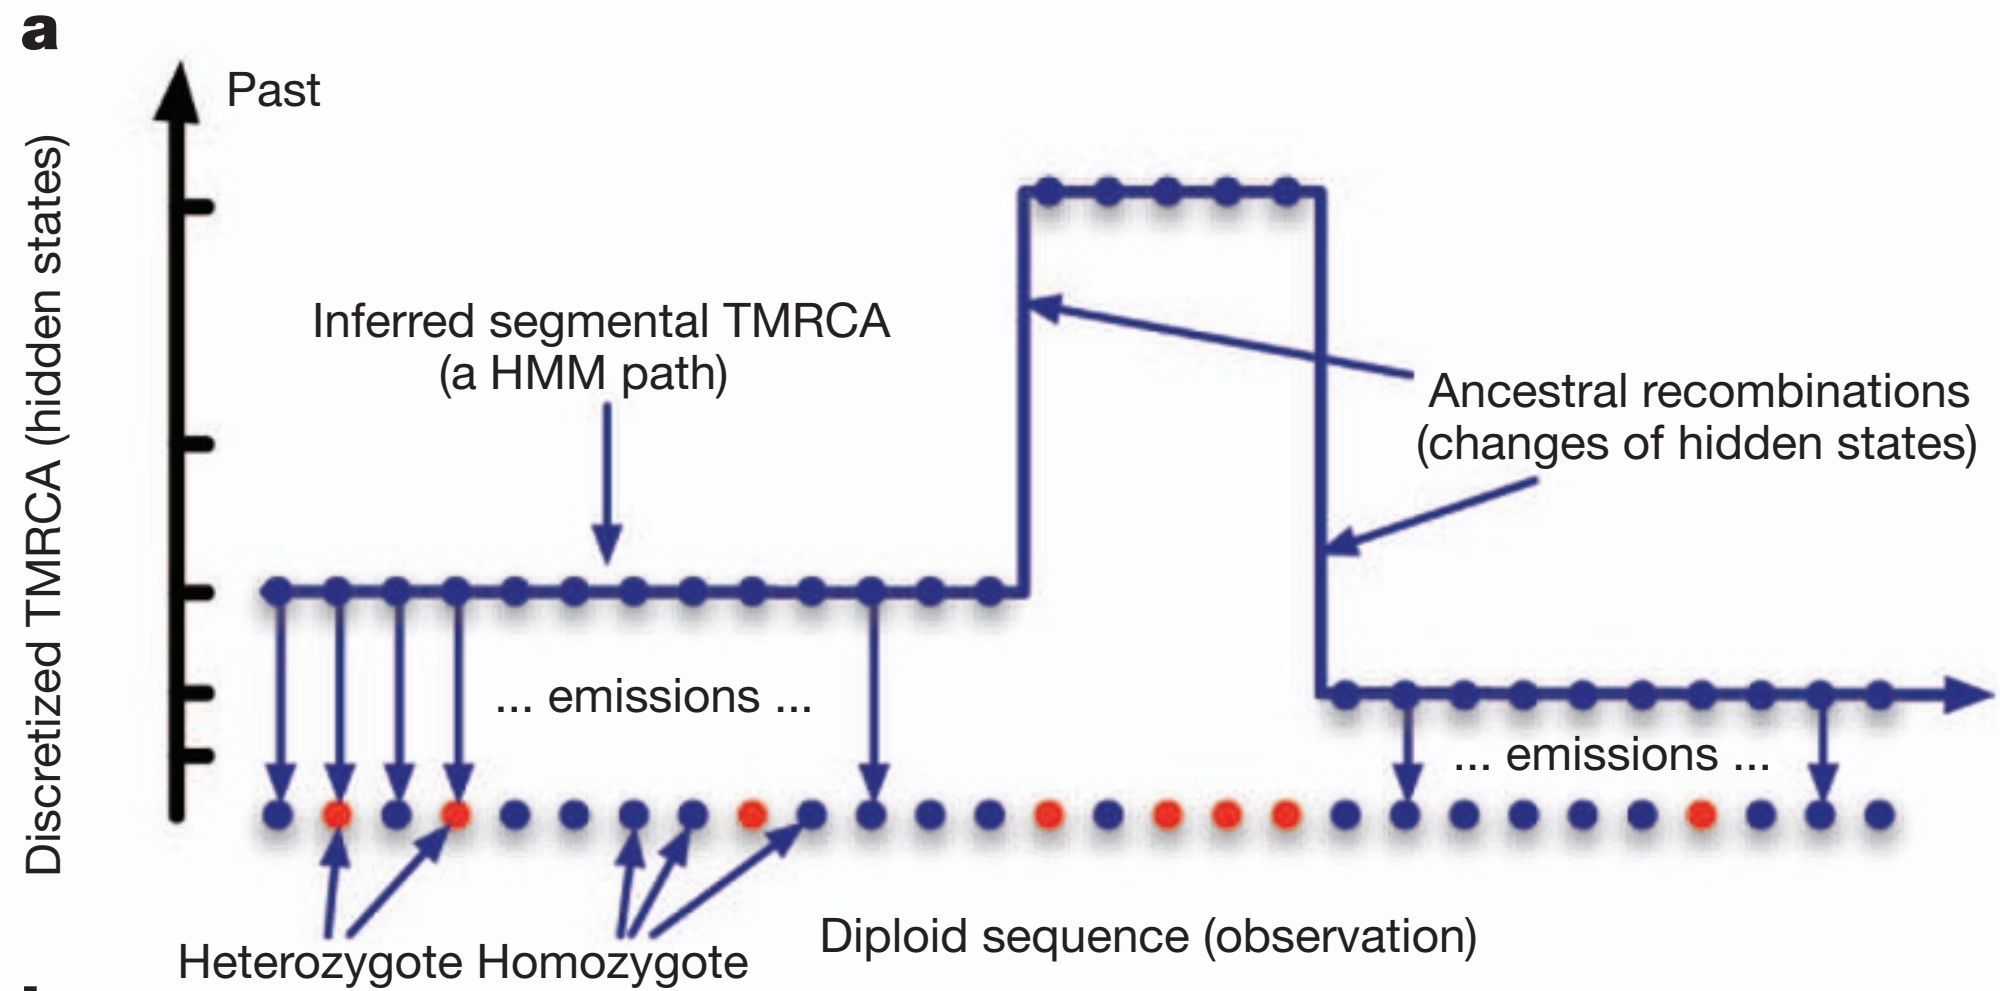 a
Past
Discretized TMRCA (hidden states)
Inferred segmental TMRCA
(a HMM path)
Ancestral recombinations
(changes of hidden states)
... emissions ...
... emissions ...
Heterozygote Homozygote
Diploid sequence (observation)